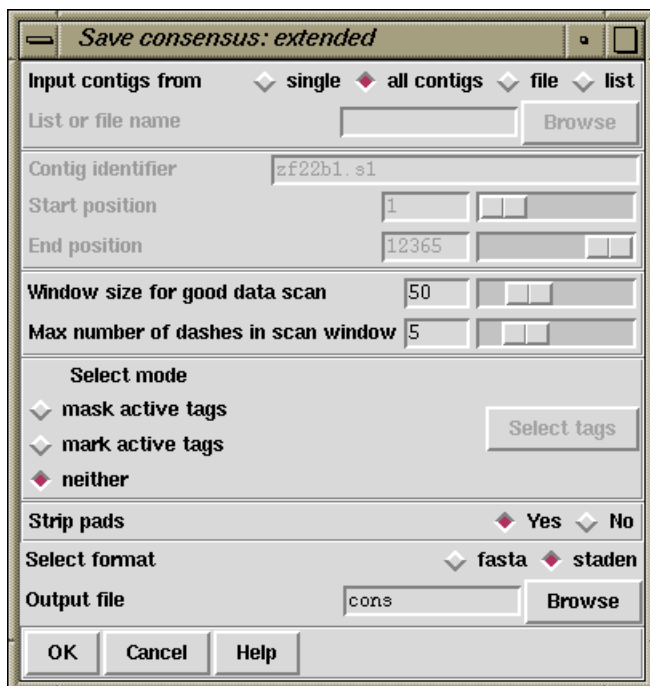 Save consensus: extended
Input contigs from single all contigs file list
List or file name Browse
Contig identifier zf22b1.s1
Start position 1
End position 12365
Window size for good data scan 50
Max number of dashes in scan window 5
Select mode
mask active tags
Select tags
mark active tags
neither
Strip pads Yes No
Select format fasta staden
Output file cons Browse
OK Cancel Help